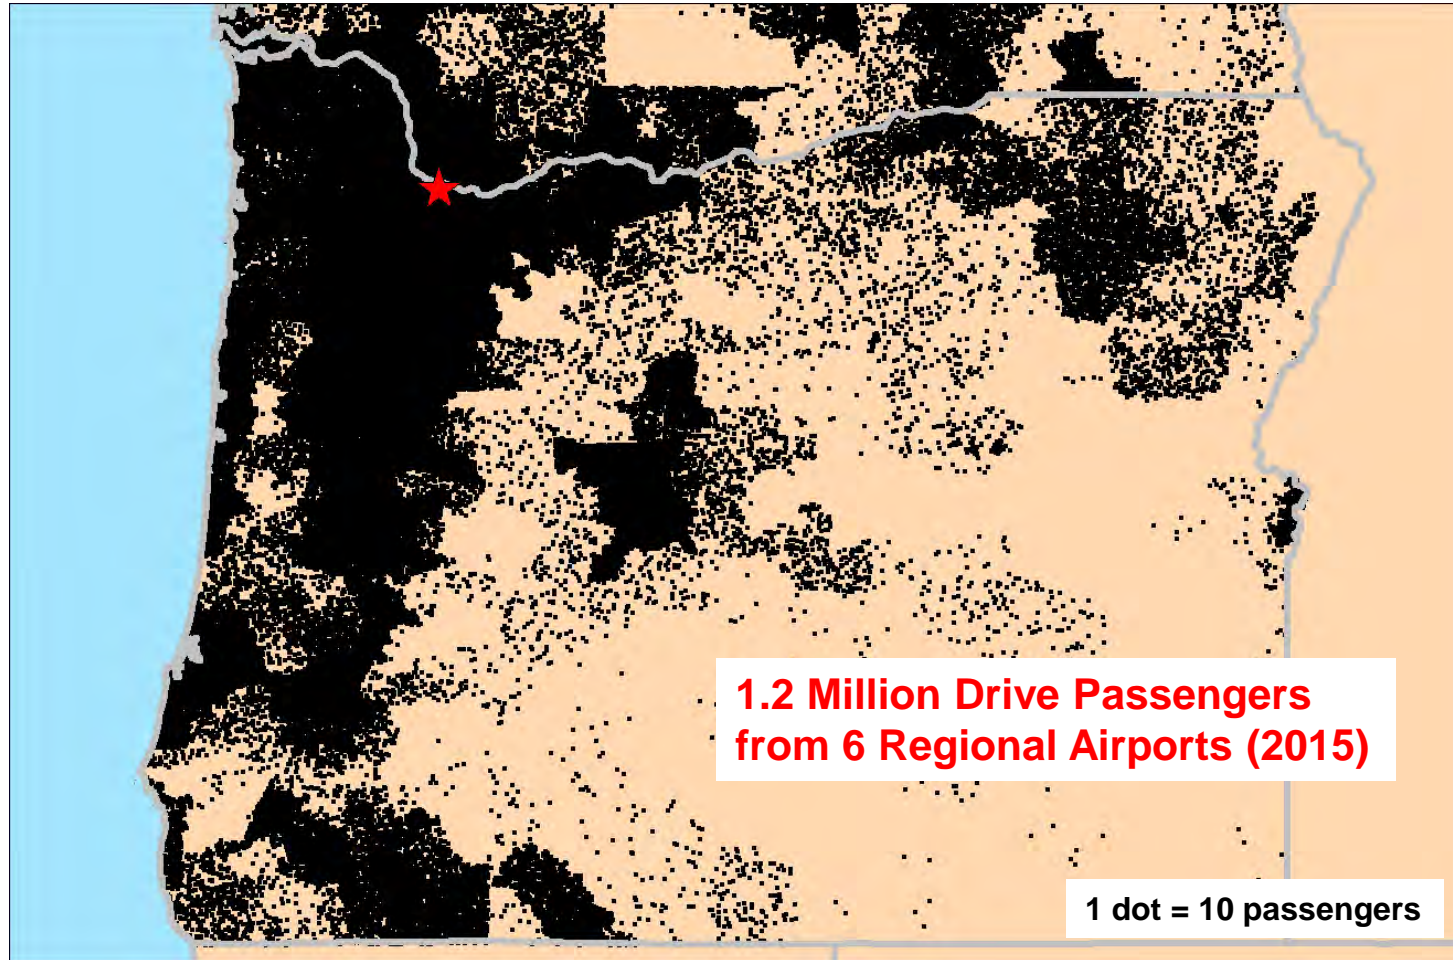 1.2 Million Drive Passengers
from 6 Regional Airports (2015)
1 dot = 10 passengers